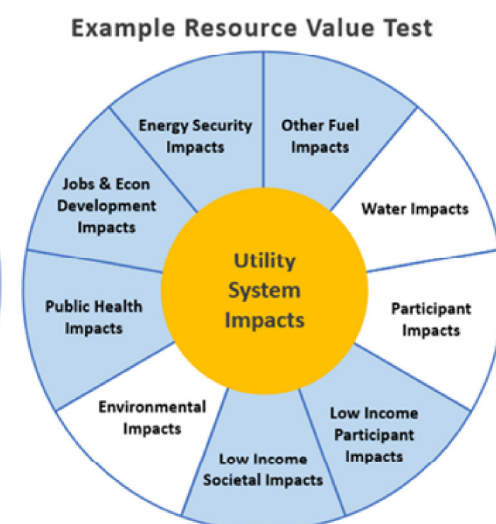 Example Resource Value Test
Energy Security
Impacts
Other Fuel
Impacts
Jobs & Econ
Development
Impacts
Water Impacts
Utility
System
Impacts
Public Health
Impacts
Participant
Impacts
Environmental
Impacts
Low Income
Participant
Impacts
Low Income
Societal Impacts